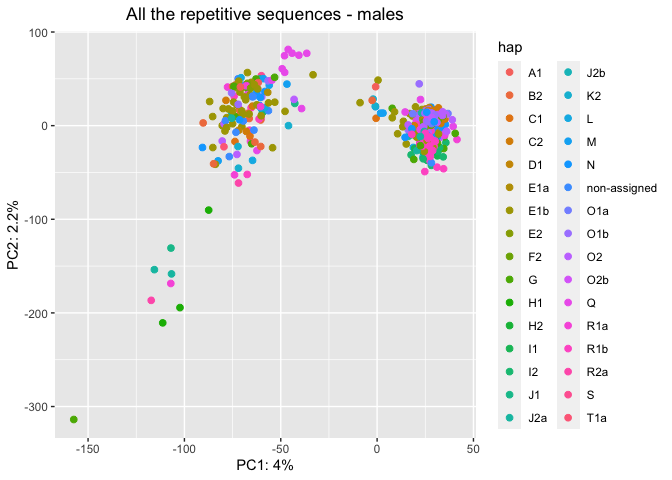 All the repetitive sequences - males
100
0
-100
-200
-300
PC2: 2.2%
-150
-100
-50
0
50
PC1: 4%
hap
A1
B2
C1
C2
D1
E1a
E1b
E2
F2
G
H1
H2
I1
I2
J1
J2a
J2b
K2
L
M
N
non-assigned
O1a
O1b
O2
O2b
Q
R1a
R1b
R2a
S
T1a